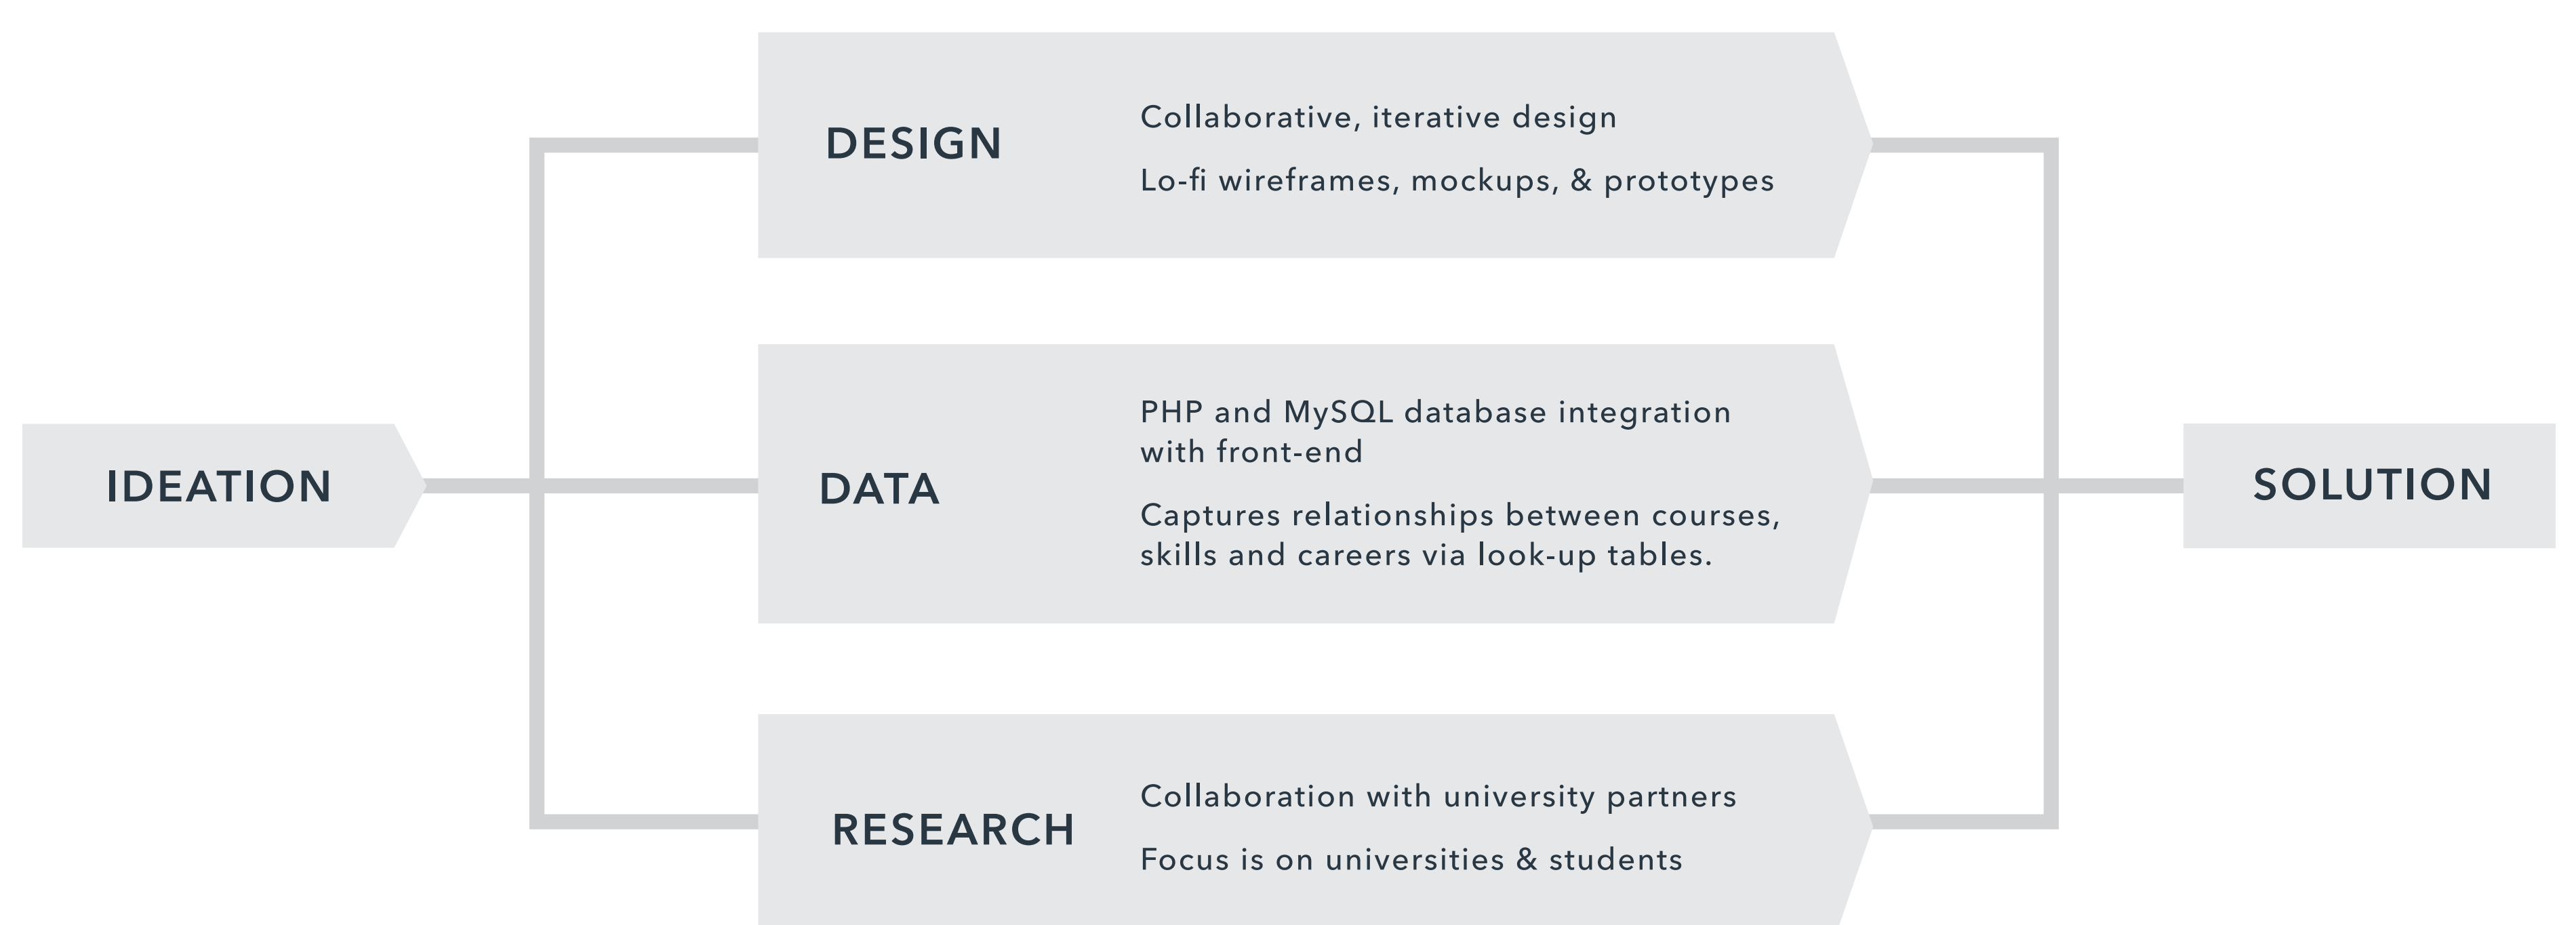 IDEATION
DESIGN
Collaborative, iterative design
Lo-fi wireframes, mockups, & prototypes
DATA
PHP and MySQL database integration
with front-end
Captures relationships between courses,
skills and careers via look-up tables.
RESEARCH
Collaboration with university partners
Focus is on universities & students
SOLUTION